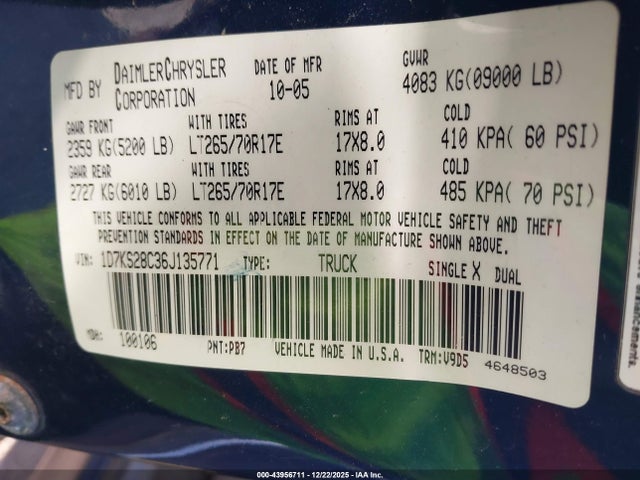 MFD BY DAIMLERCHRYSLER CORPORATION DATE OF MFR 10-05 GVWR 4083 KG(09000 LB)
GAWR FRONT WITH TIRES RIMS AT COLD
2359 KG(5200 LB) LT265/70R17E 17X8.0 410 KPA( 60 PSI)
GAWR REAR WITH TIRES RIMS AT COLD
2727 KG(6010 LB) LT265/70R17E 17X8.0 485 KPA( 70 PSI)
THIS VEHICLE CONFORMS TO ALL APPLICABLE FEDERAL MOTOR VEHICLE SAFETY AND THEFT
PREVENTION STANDARDS IN EFFECT ON THE DATE OF MANUFACTURE SHOWN ABOVE.
VIN: 1D7KS28C36J135771 TYPE: TRUCK SINGLE X DUAL
MDH: 100106 PNT:PB7 VEHICLE MADE IN U.S.A. TRM:V9D5 4648503
000-43956711 - 12/22/2025 - IAA Inc.